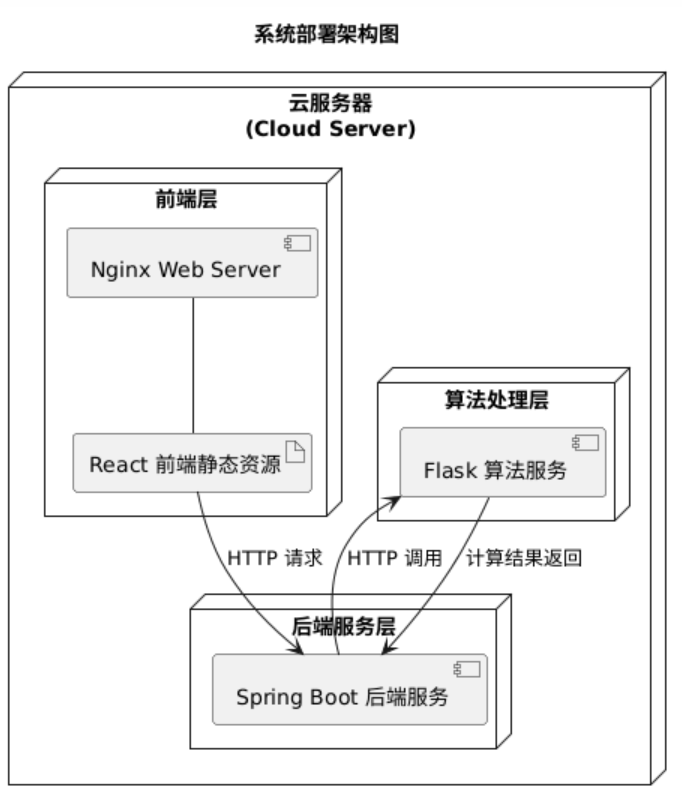 系统部署架构图
云服务器
(Cloud Server)
前端层
Nginx Web Server
React 前端静态资源
算法处理层
Flask 算法服务
HTTP 请求
HTTP 调用
计算结果返回
后端服务层
Spring Boot 后端服务